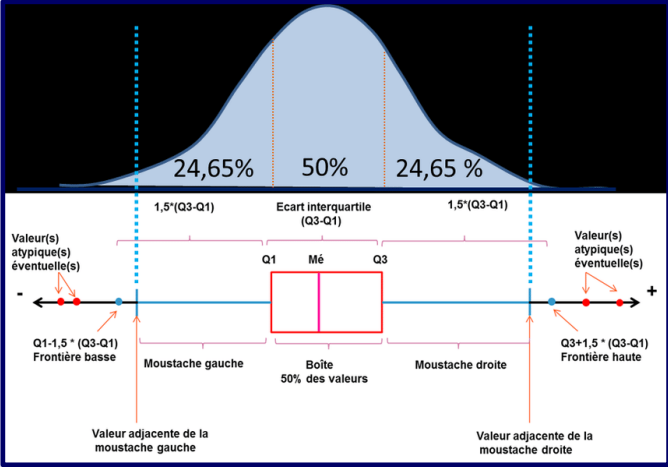 24,65%
50%
24,65 %
1,5*(Q3-Q1)
Ecart interquartile
(Q3-Q1)
1,5*(Q3-Q1)
Valeur(s)
atypique(s)
éventuelle(s)
Q1
Mé
Q3
Valeur(s)
atypique(s)
éventuelle(s)
-
+
Q1-1,5 * (Q3-Q1)
Frontière basse
Moustache gauche
Boîte
50% des valeurs
Moustache droite
Q3+1,5 * (Q3-Q1)
Frontière haute
Valeur adjacente de la
moustache gauche
Valeur adjacente de la
moustache droite